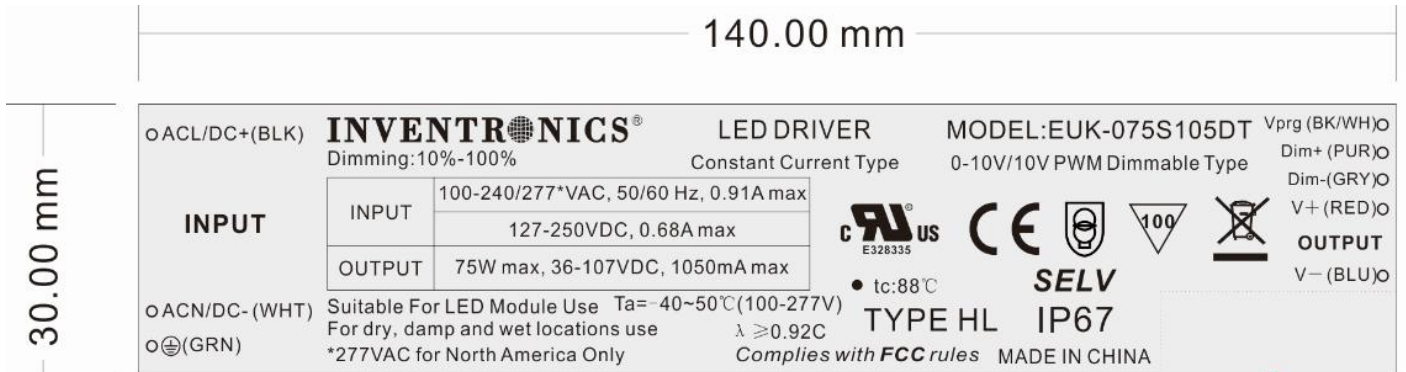 140.00 mm
30.00 mm
ACL/DC+(BLK)
INPUT
ACN/DC-(WHT)
(GRN)
INVENTRONICS®
Dimming:10%-100%
LED DRIVER
Constant Current Type
MODEL:EUK-075S105DT
0-10V/10V PWM Dimmable Type
INPUT
100-240/277*VAC, 50/60 Hz, 0.91A max
127-250VDC, 0.68A max
OUTPUT
75W max, 36-107VDC, 1050mA max
Suitable For LED Module Use Ta=-40~50℃(100-277V)
For dry, damp and wet locations use λ ≥0.92C
*277VAC for North America Only
Complies with FCC rules MADE IN CHINA
c RU® US
E328335
CE
100
• tc:88℃
SELV
TYPE HL
IP67
Vprg (BK/WH)
Dim+ (PUR)
Dim-(GRY)
V+(RED)
OUTPUT
V-(BLU)